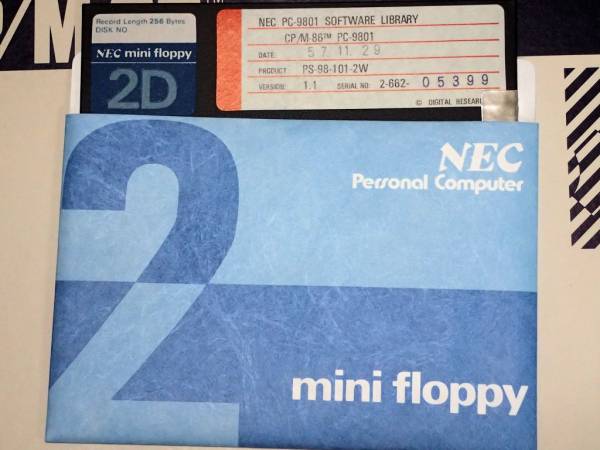 P/M
TM
Record Length 256 Bytes
DISK NO
NEC mini floppy
2D
NEC PC-9801 SOFTWARE LIBRARY
CP/M-86™ PC-9801
DATE: 57.11.29
PRODUCT: PS-98-101-2W
VERSION: 1.1 SERIAL NO: 2-662-05399
© DIGITAL RESEARC
2
NEC
Personal Computer
mini floppy